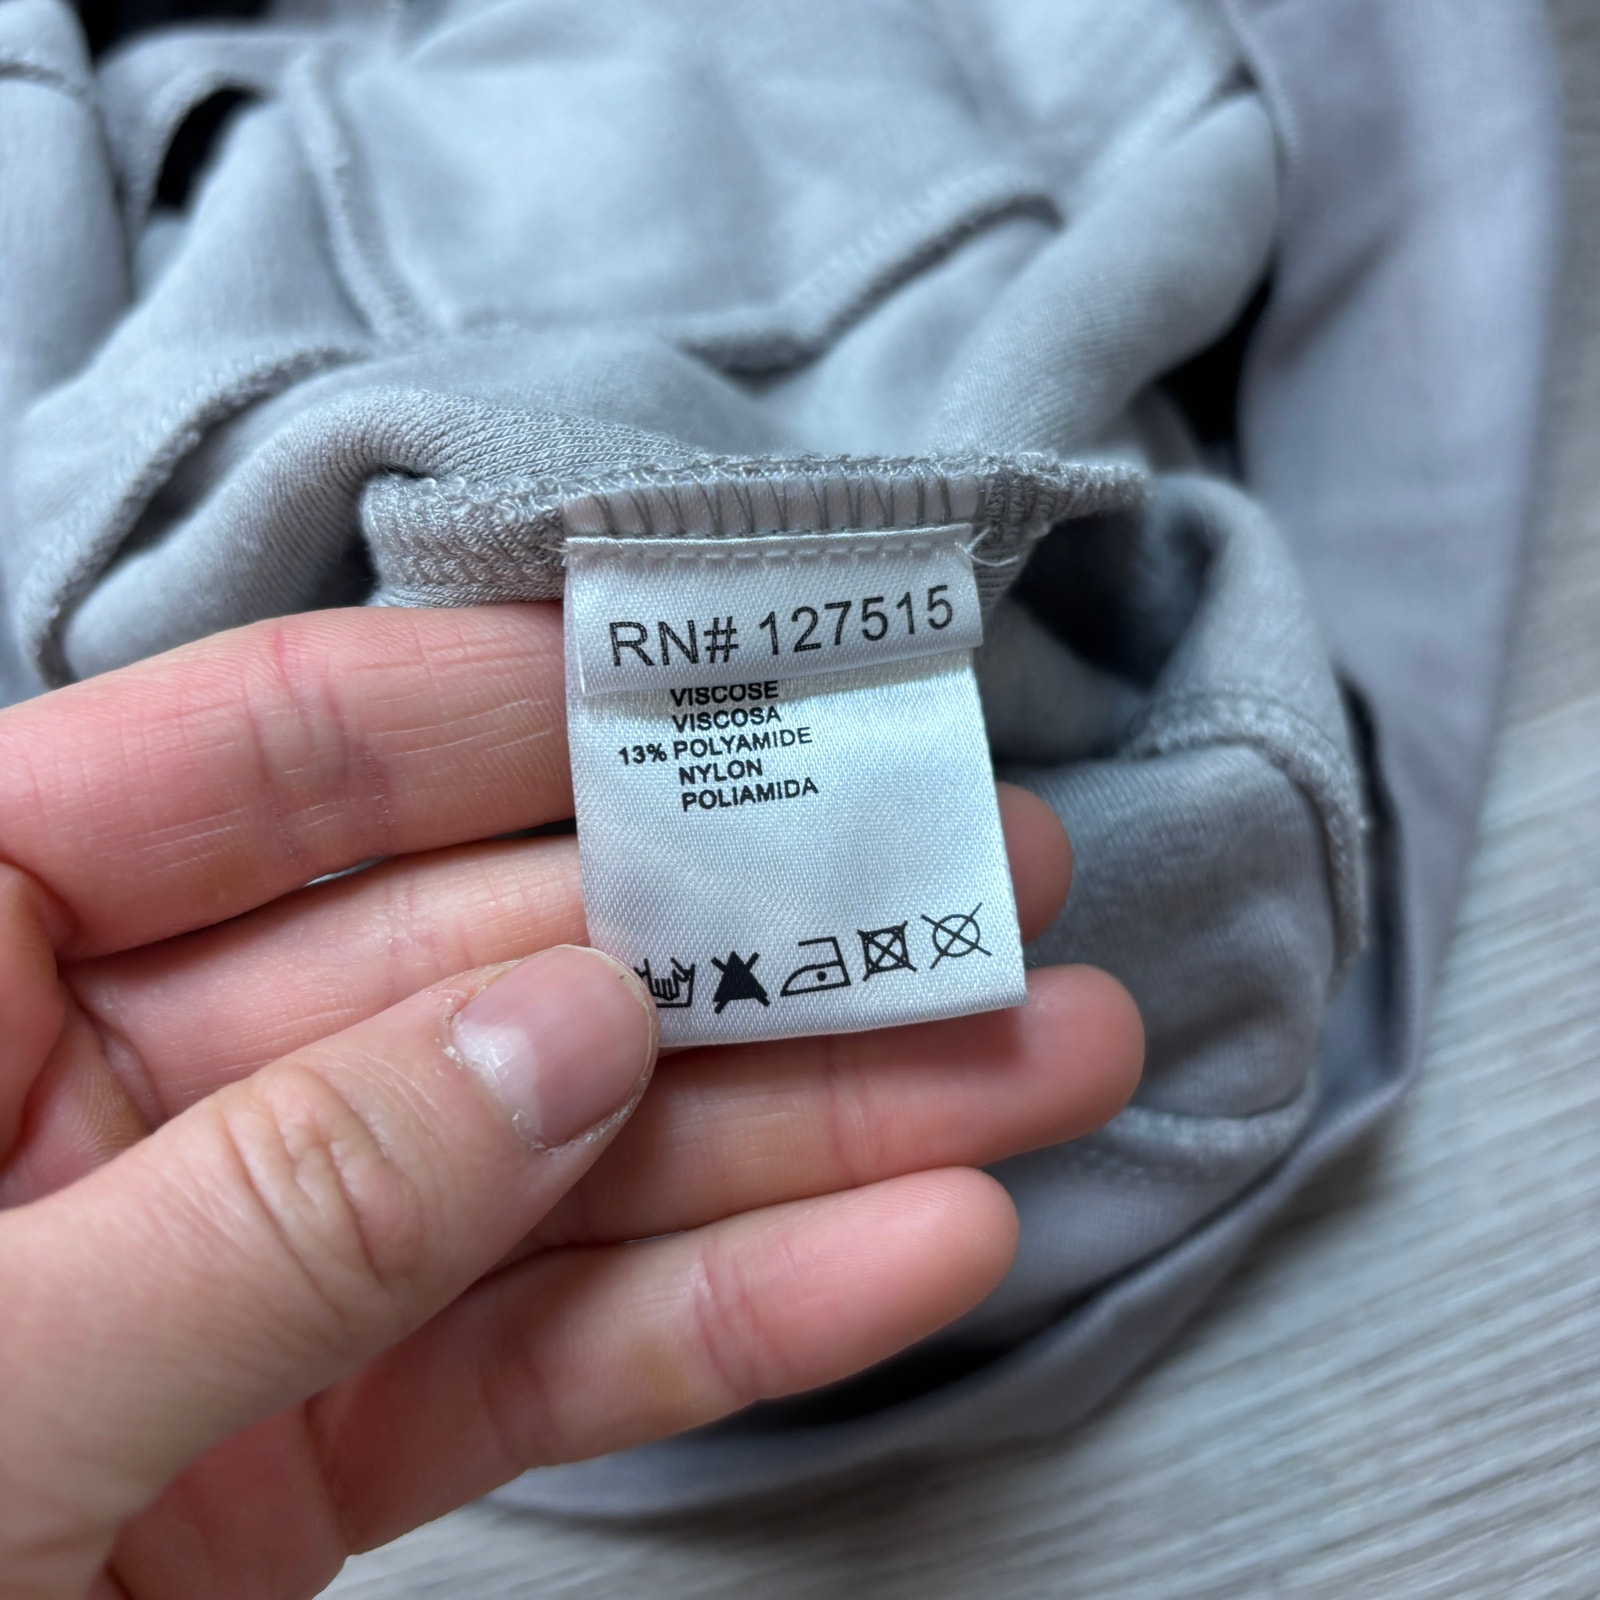 RN# 127515
VISCOSE
VISCOSA
13% POLYAMIDE
NYLON
POLIAMIDA